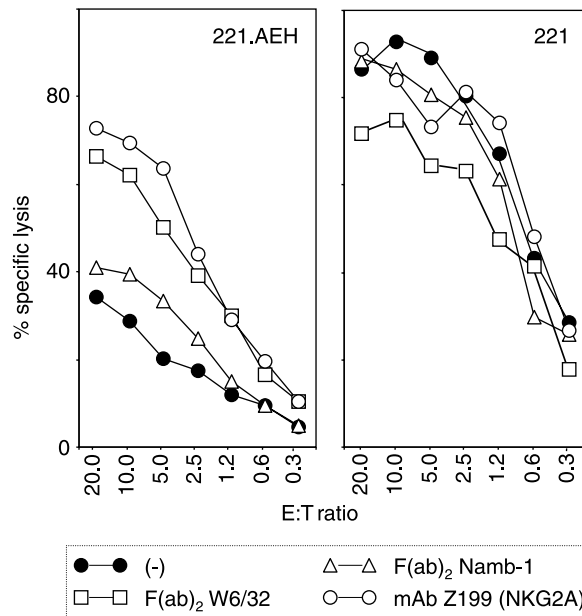 221.AEH
221
80
40
0
% specific lysis
20.0 10.0 5.0 2.5 1.2 0.6 0.3
20.0 10.0 5.0 2.5 1.2 0.6 0.3
E:T ratio
(-)
F(ab)₂ Namb-1
F(ab)₂ W6/32
mAb Z199 (NKG2A)